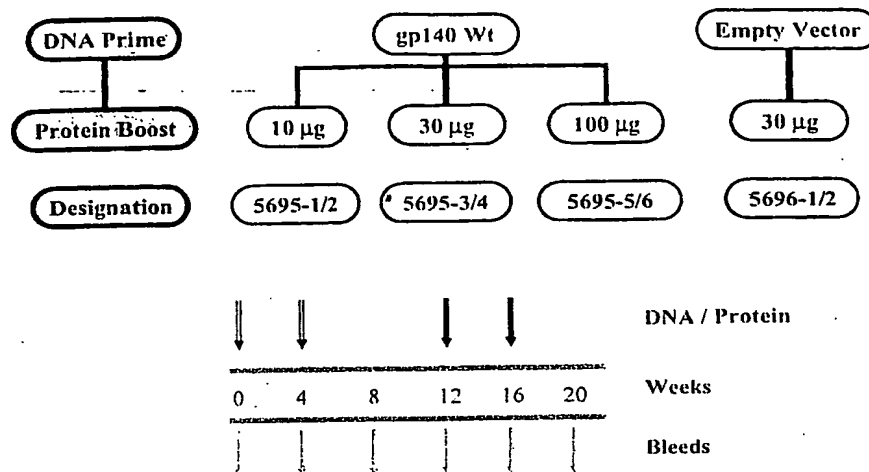 DNA Prime gp140 Wt Empty Vector
Protein Boost 10 µg 30 µg 100 µg 30 µg
Designation 5695-1/2 5695-3/4 5695-5/6 5696-1/2
DNA / Protein
0 4 8 12 16 20 Weeks
Bleeds